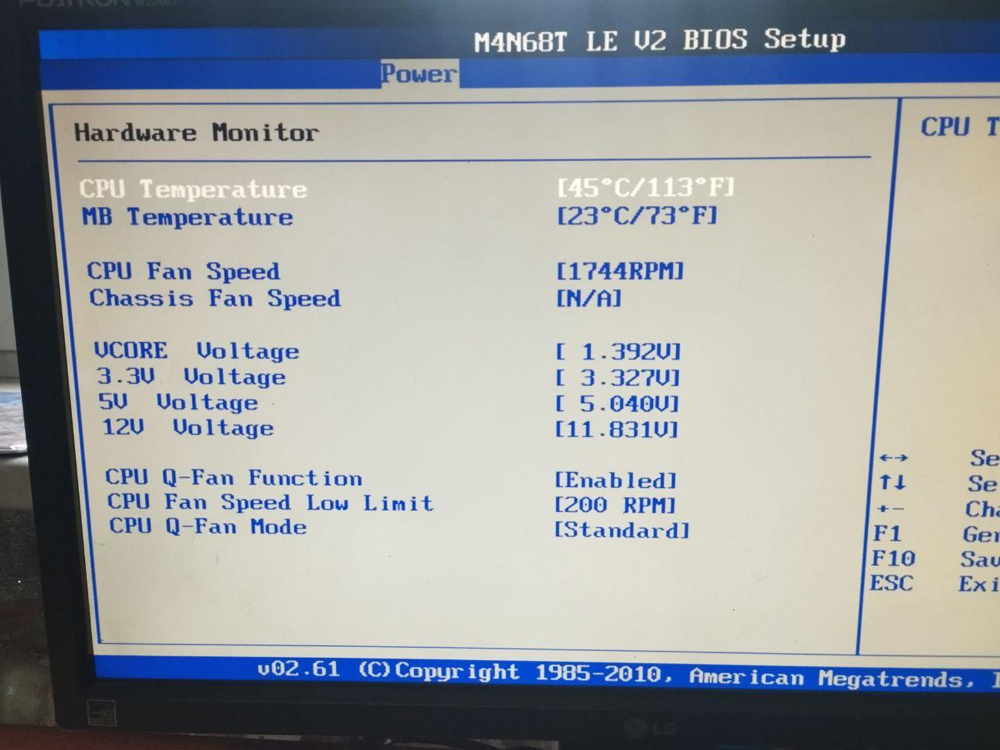 M4N68T LE V2 BIOS Setup
Power
Hardware Monitor
CPU T
CPU Temperature [45°C/113°F]
MB Temperature [23°C/73°F]
CPU Fan Speed [1744RPM]
Chassis Fan Speed [N/A]
VCORE Voltage [ 1.392V]
3.3V Voltage [ 3.327V]
5V Voltage [ 5.040V]
12V Voltage [11.831V]
CPU Q-Fan Function [Enabled]
CPU Fan Speed Low Limit [200 RPM]
CPU Q-Fan Mode [Standard]
←→ Se
↑↓ Se
+- Cha
F1 Gen
F10 Sav
ESC Exi
v02.61 (C)Copyright 1985-2010, American Megatrends, I
LG